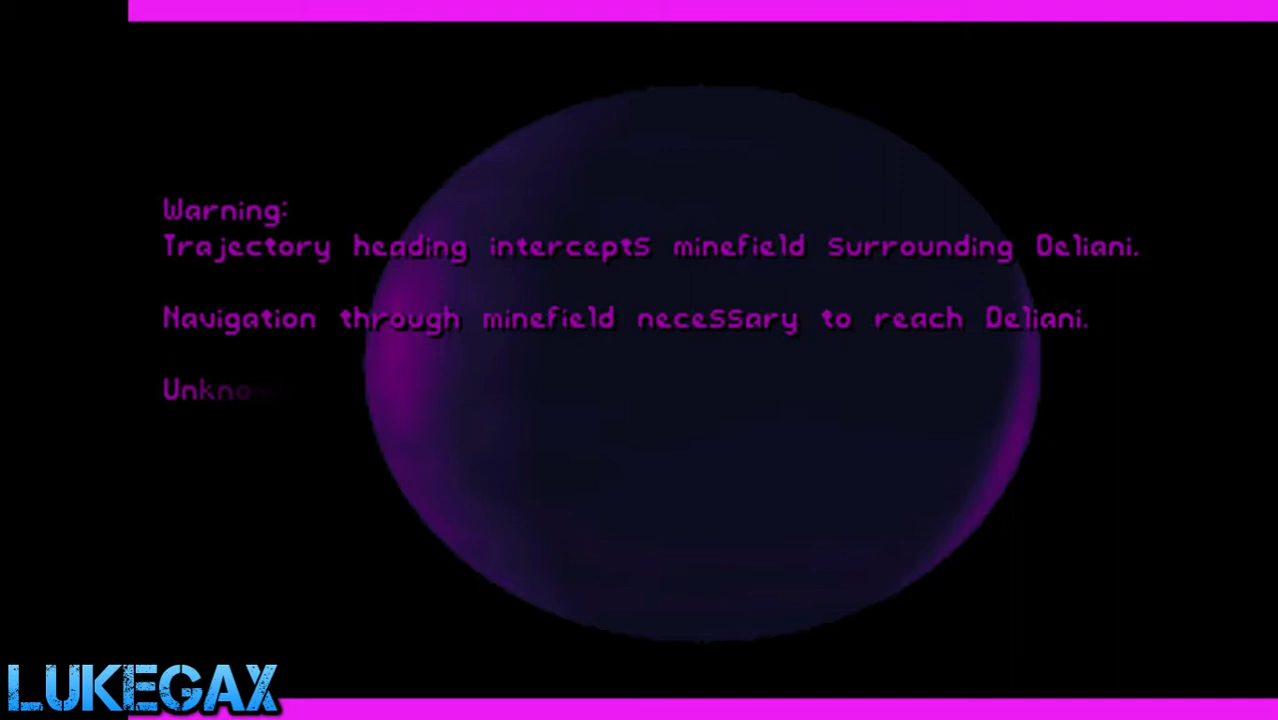 Warning:
Trajectory heading intercepts minefield surrounding Deliani.
Navigation through minefield necessary to reach Deliani.
LUKEGAX